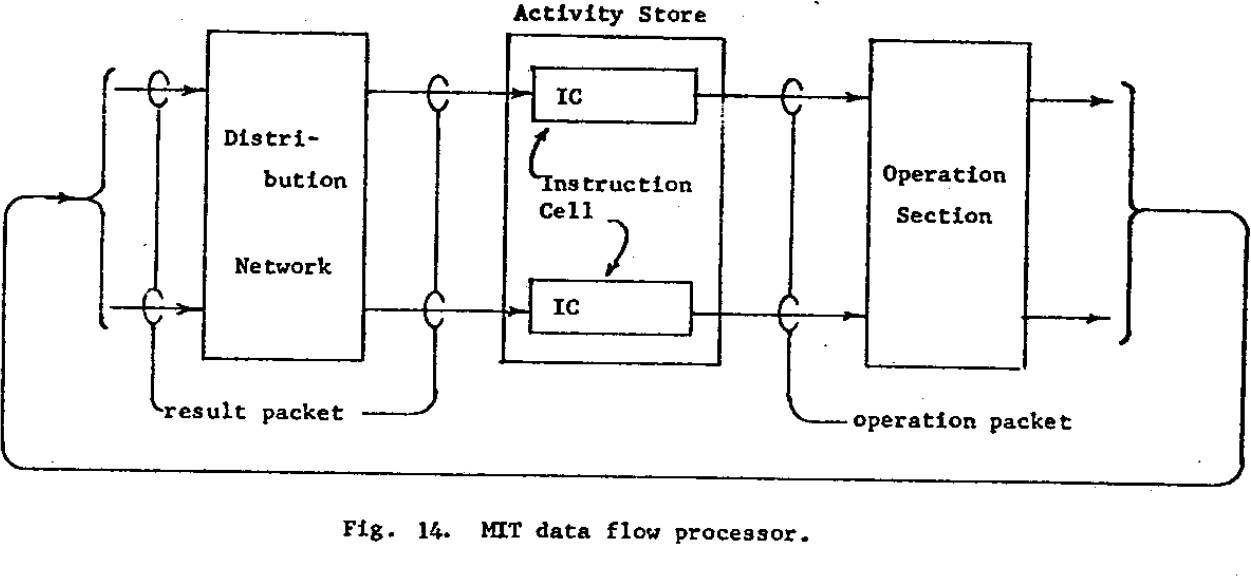 Activity Store
Distri-
bution
Network
IC
Instruction
Cell
IC
Operation
Section
result packet
operation packet
Fig. 14. MIT data flow processor.